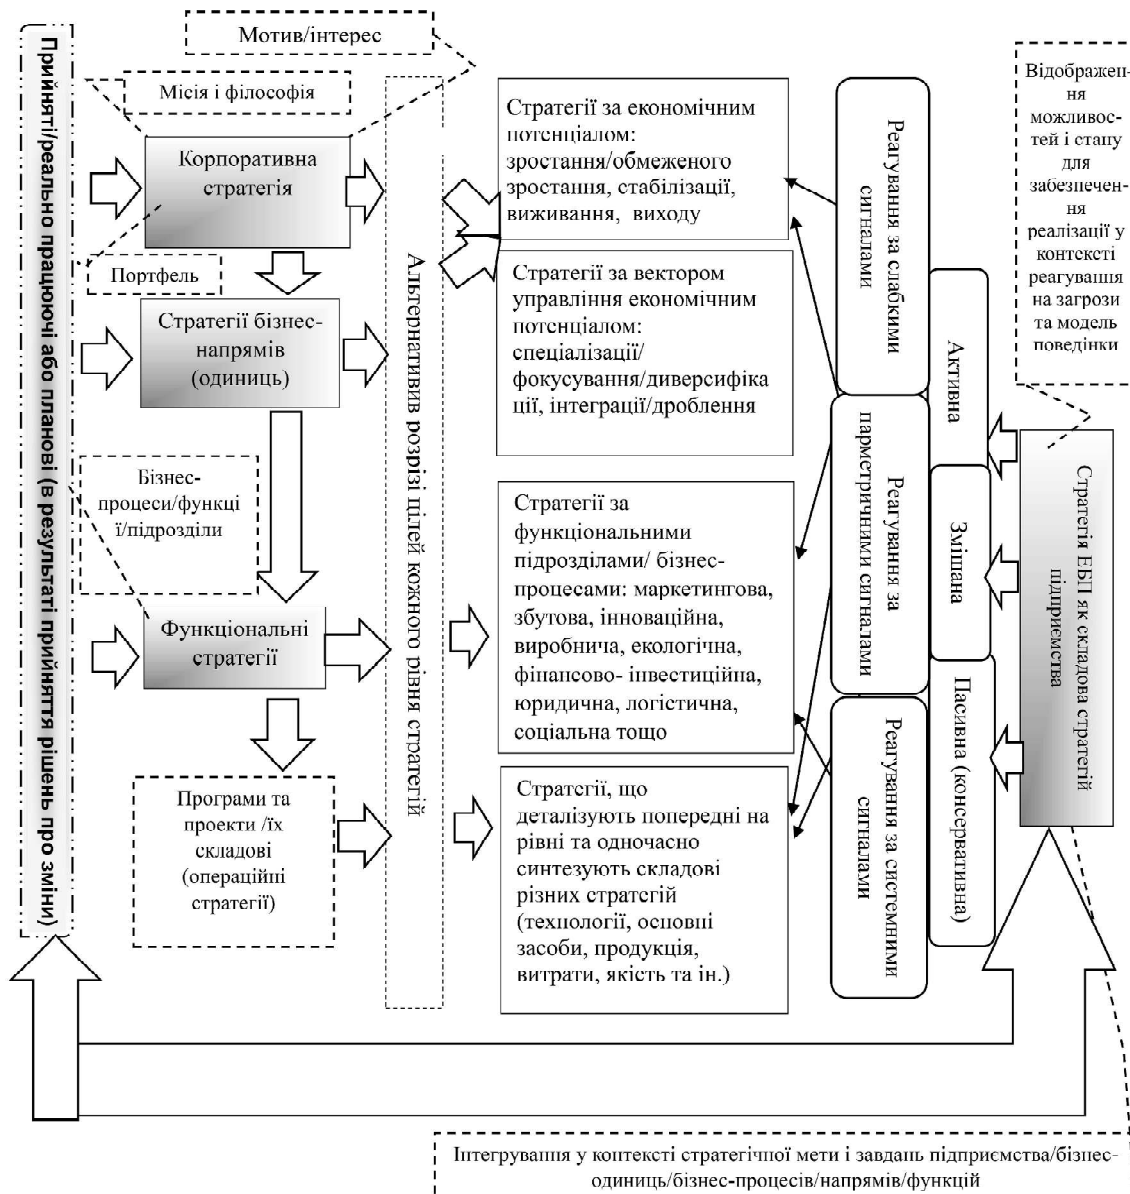 Мотив/інтерес
Місія і філософія
Прийняті/реально працюючі або планові (в результаті прийняття рішень про зміни)
Корпоративна
стратегія
Портфель
Стратегії бізнес-
напрямів
(одиниць)
Бізнес-
процеси/функці
ї/підрозділи
Функціональні
стратегії
Програми та
проекти /їх
складові
(операційні
стратегії)
Альтернативив розрізі цілей кожного рівня стратегій
Стратегії за економічним
потенціалом:
зростання/обмеженого
зростання, стабілізації,
виживання, виходу
Стратегії за вектором
управління економічним
потенціалом:
спеціалізації/
фокусування/диверсифіка
ції, інтеграції/дроблення
Стратегії за
функціональними
підрозділами/ бізнес-
процесами: маркетингова,
збутова, інноваційна,
виробнича, екологічна,
фінансово- інвестиційна,
юридична, логістична,
соціальна тощо
Стратегії, що
деталізують попередні на
рівні та одночасно
синтезують складові
різних стратегій
(технології, основні
засоби, продукція,
витрати, якість та ін.)
Реагування за слабкими
сигналами
Реагування за
парметричними сигналами
Реагування за системними
сигналами
Активна
Змішана
Пасивна (консервативна)
Відображен-
ня
можливос-
тей і стану
для
забезпечен-
ня
реалізації у
контексті
реагування
на загрози
та модель
поведінки
Стратегія ЕБП як складова стратегій
підприємства
Інтегрування у контексті стратегічної мети і завдань підприємства/бізнес-
одиниць/бізнес-процесів/напрямів/функцій